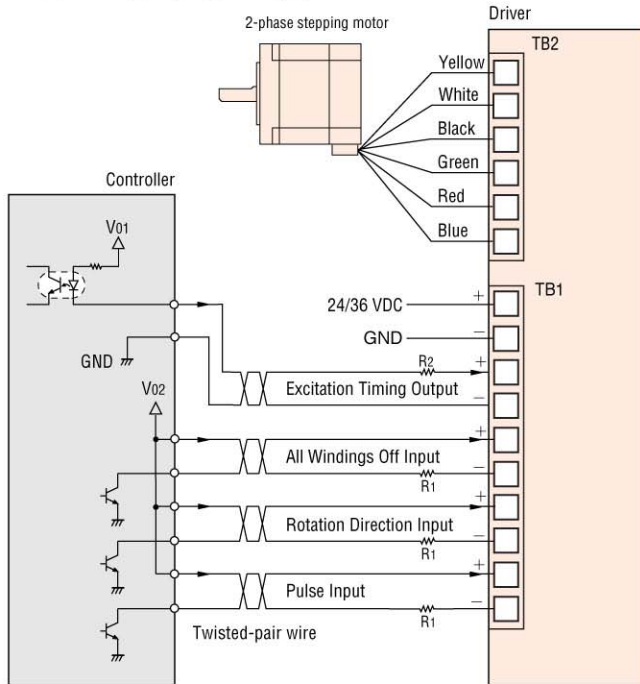 Driver
2-phase stepping motor
TB2
Yellow
White
Black
Green
Red
Blue
Controller
V01
TB1
24/36 VDC +
GND −
GND
R2 +
Excitation Timing Output
−
V02
+
All Windings Off Input
R1 −
+
Rotation Direction Input
R1 −
+
Pulse Input
R1 −
Twisted-pair wire